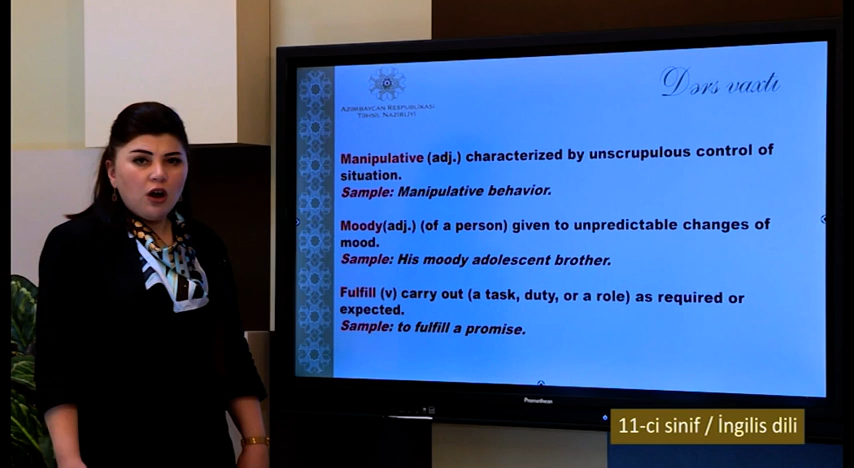 Dərs vaxtı
AZƏRBAYCAN RESPUBLİKASI
TƏHSİL NAZİRLİYİ
Manipulative (adj.) characterized by unscrupulous control of
situation.
Sample: Manipulative behavior.
Moody(adj.) (of a person) given to unpredictable changes of
mood.
Sample: His moody adolescent brother.
Fulfill (v) carry out (a task, duty, or a role) as required or
expected.
Sample: to fulfill a promise.
Promethean
11-ci sinif / İngilis dili